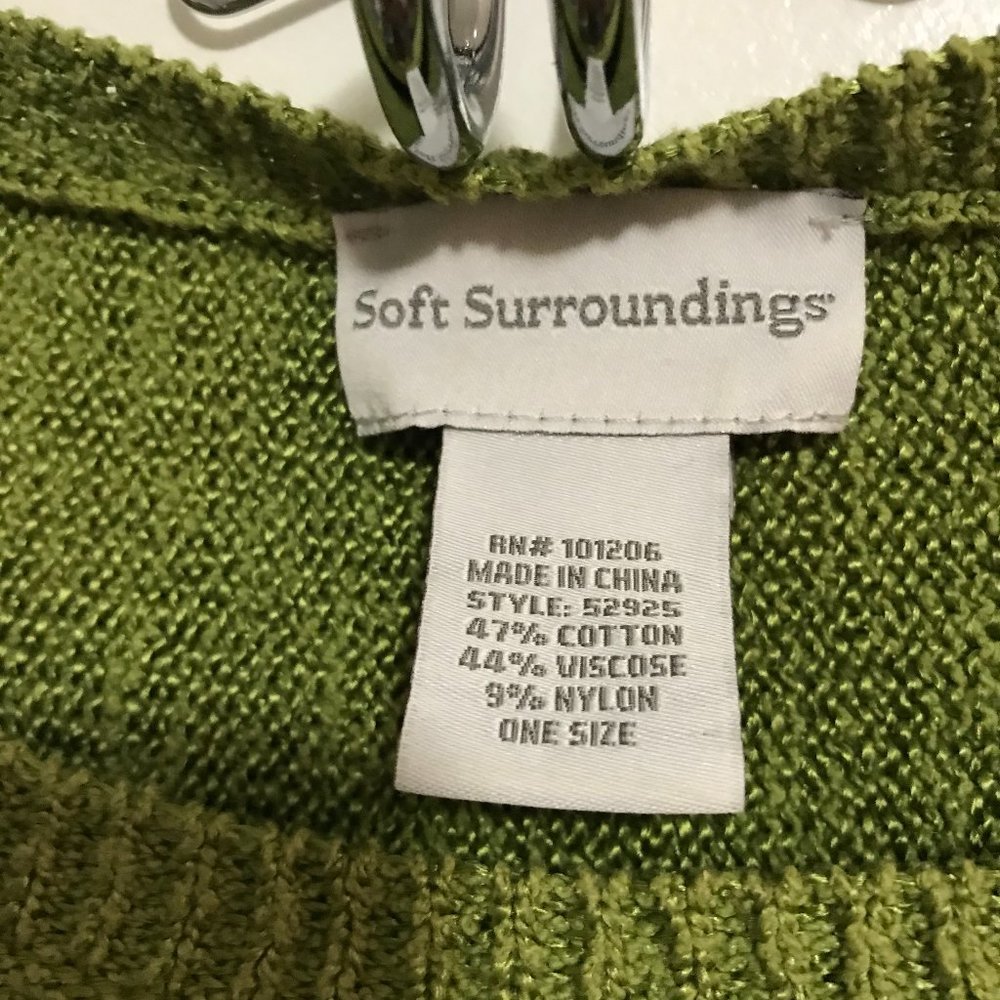 Soft Surroundings
RN# 101206
MADE IN CHINA
STYLE: 52925
47% COTTON
44% VISCOSE
9% NYLON
ONE SIZE